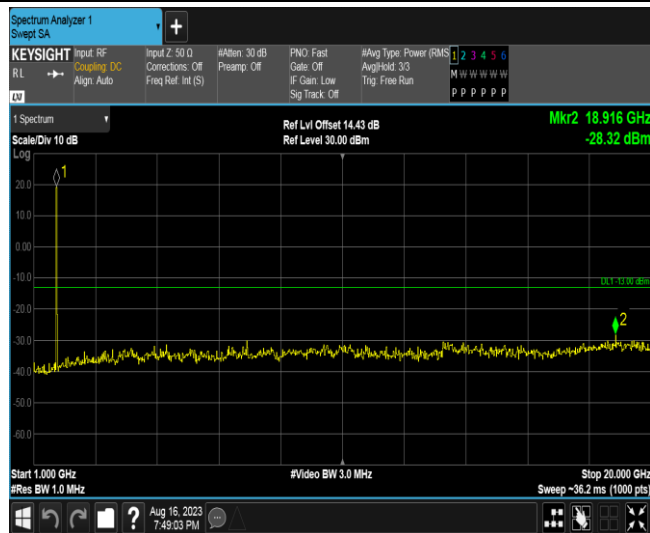 Spectrum Analyzer 1
Swept SA
+
KEYSIGHT
RL
LXI
Input: RF
Coupling: DC
Align: Auto
Input Z: 50 Ω
Corrections: Off
Freq Ref: Int (S)
#Atten: 30 dB
Preamp: Off
PNO: Fast
Gate: Off
IF Gain: Low
Sig Track: Off
#Avg Type: Power (RMS
Avg|Hold: 3/3
Trig: Free Run
1 2 3 4 5 6
M W W W W W
P P P P P P
1 Spectrum
Scale/Div 10 dB
Log
Ref Lvl Offset 14.43 dB
Ref Level 30.00 dBm
Mkr2 18.916 GHz
-28.32 dBm
1
20.0
10.0
0.00
-10.0
DL1 -13.00 dBm
-20.0
2
-30.0
-40.0
-50.0
-60.0
Start 1.000 GHz
#Res BW 1.0 MHz
#Video BW 3.0 MHz
Stop 20.000 GHz
Sweep ~36.2 ms (1000 pts)
?
Aug 16, 2023
7:49:03 PM